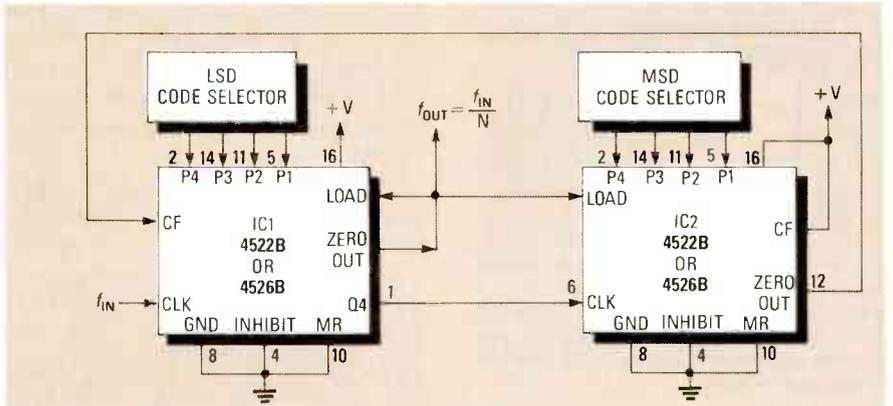 LSD
CODE SELECTOR
MSD
CODE SELECTOR
+V
f_OUT = f_IN / N
+V
2 14 11 5 16
P4 P3 P2 P1
LOAD
CF
IC1
4522B
OR
4526B
ZERO
OUT
f_IN
CLK
Q4
1
GND INHIBIT MR
8 4 10
2 14 11 5 16
P4 P3 P2 P1
LOAD
IC2
4522B
OR
4526B
CF
6
CLK
ZERO
OUT
12
GND INHIBIT MR
8 4 10